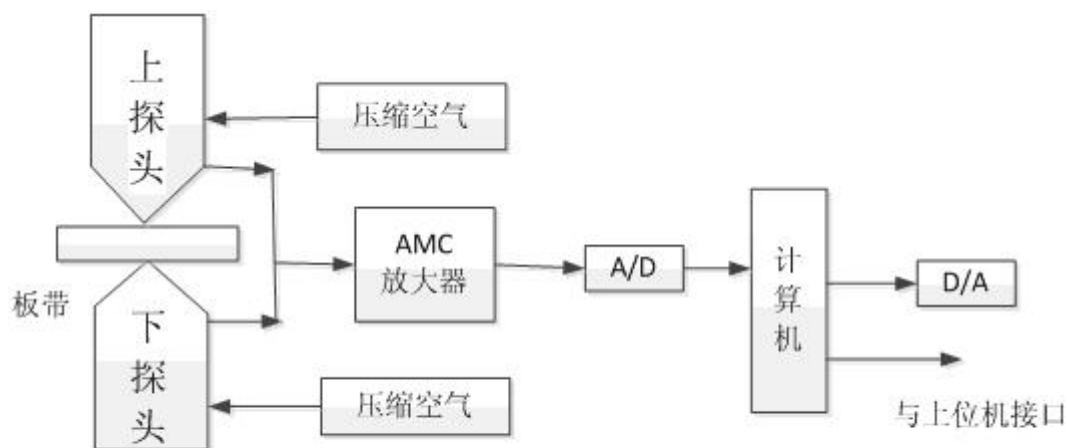 上探头
压缩空气
AMC
放大器
A/D
计算机
D/A
板带
下探头
压缩空气
与上位机接口